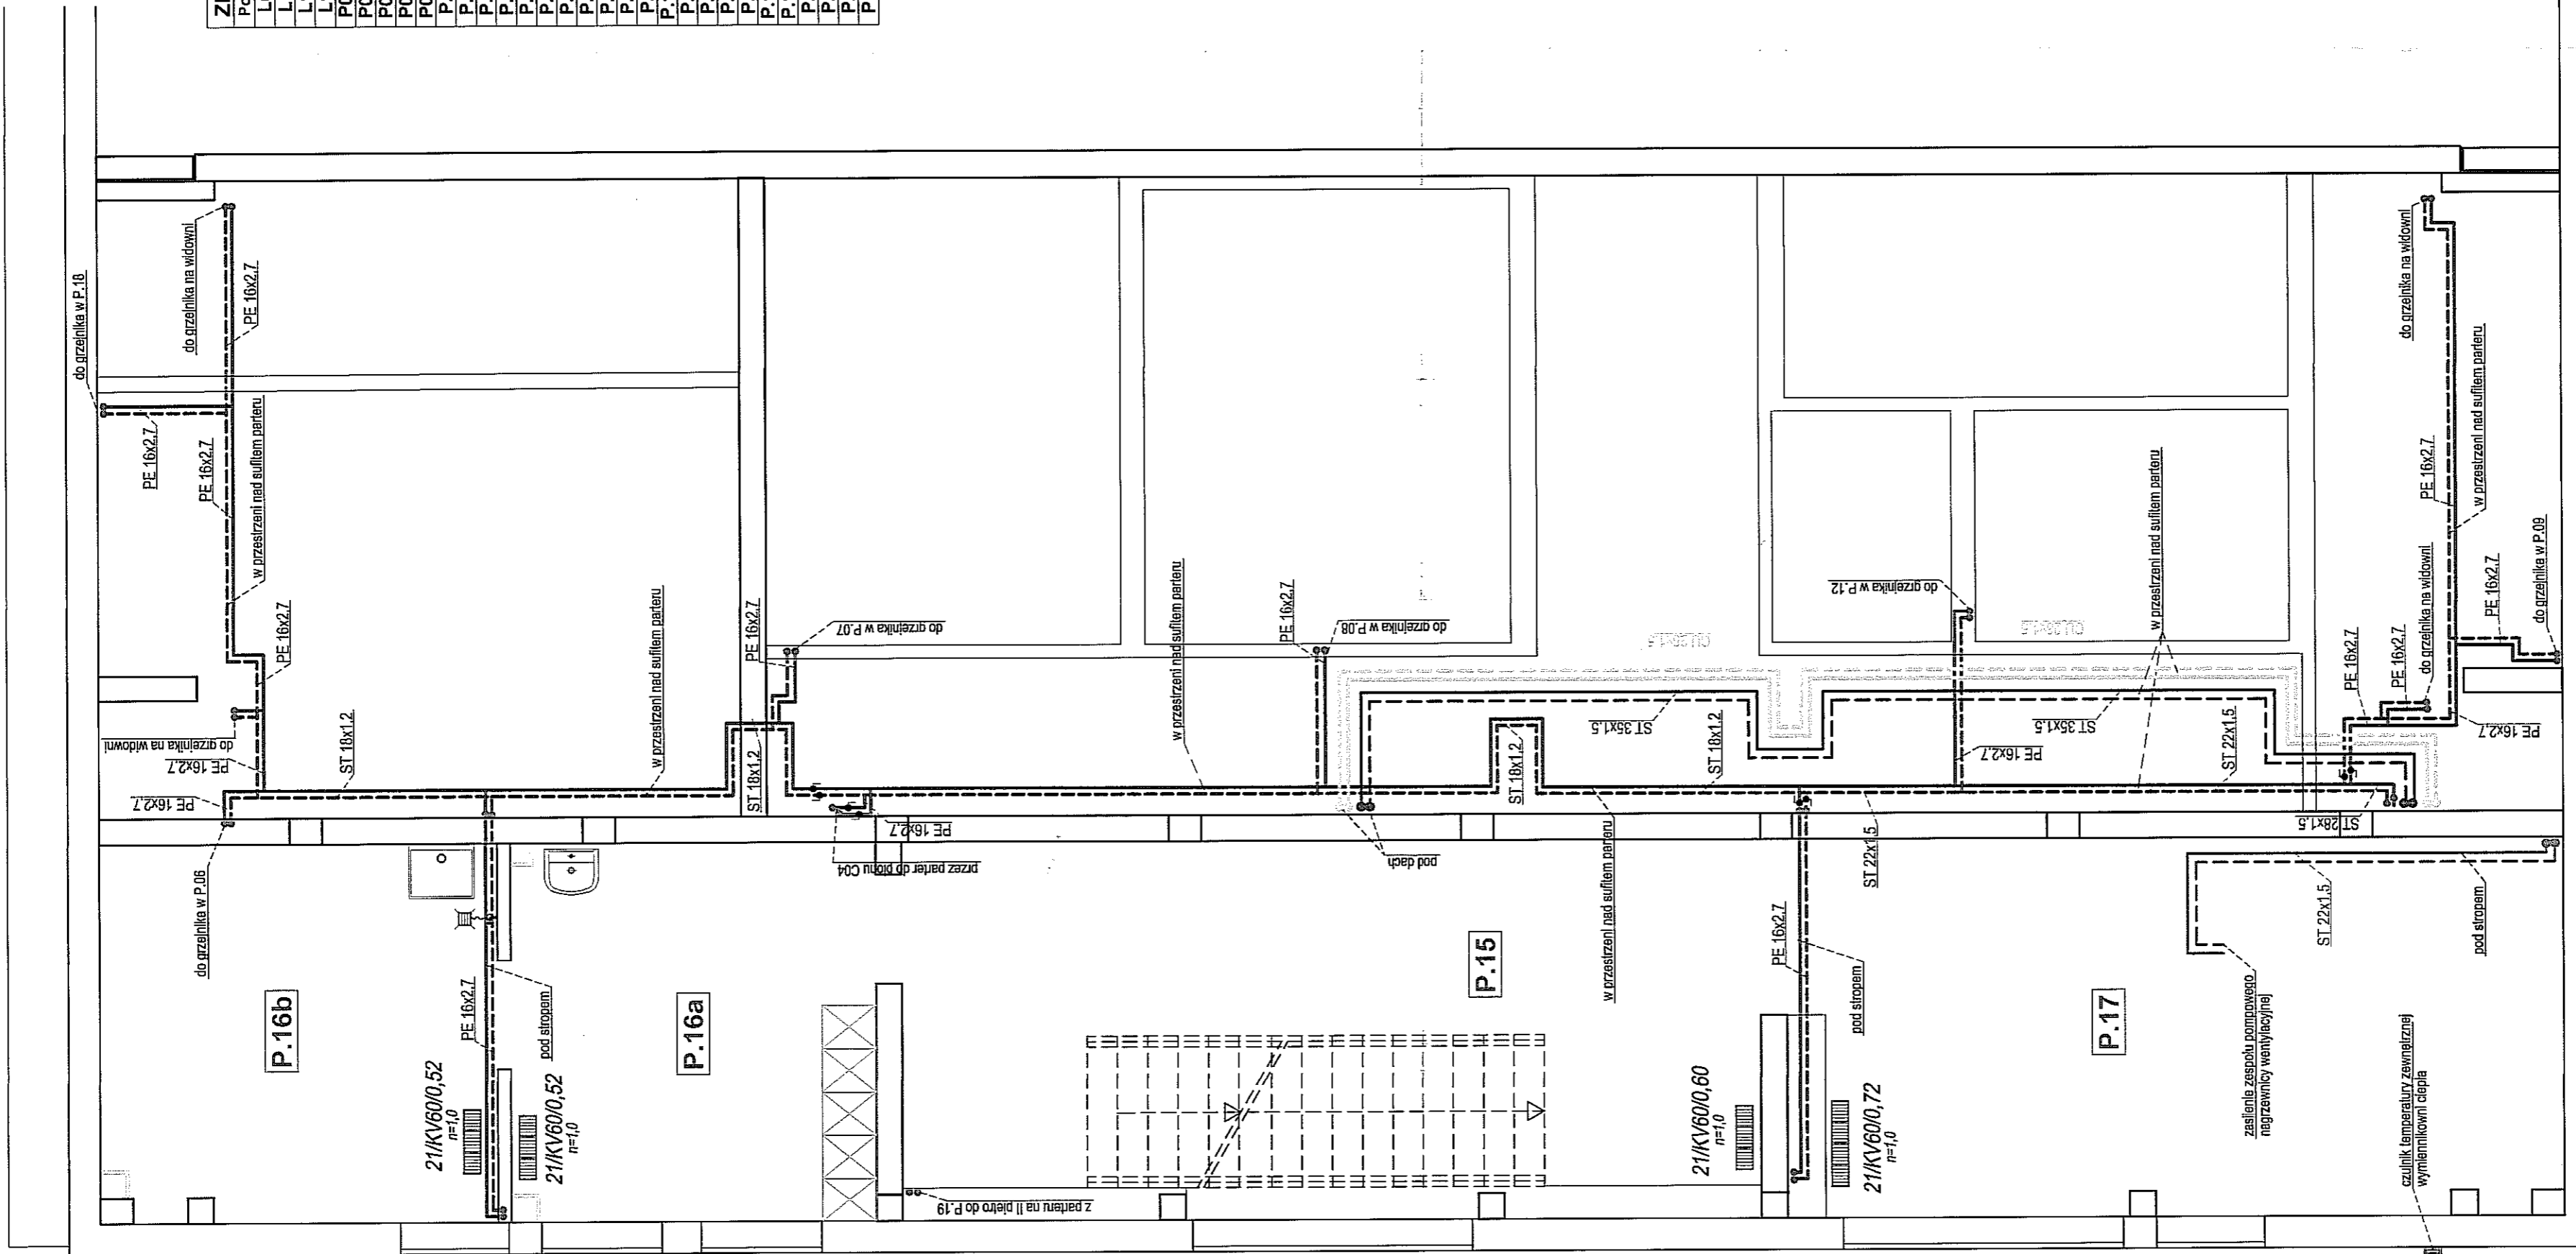 do grzejnika w P.18
do grzejnika na widowni
PE 16x2,7
PE 16x2,7
PE 16x2,7
w przestrzeni nad sufitem parteru
PE 16x2,7
do grzejnika na widowni
PE 16x2,7
PE 16x2,7
ST 18x1,2
w przestrzeni nad sufitem parteru
do grzejnika w P.06
P.16b
PE 16x2,7
pod stropem
21/KV60/0,52
n=1,0
21/KV60/0,52
n=1,0
P.16a
ST 18x1,2
PE 16x2,7
do grzejnika w P.07
PE 16x2,7
przez parter do pionu C04
z parteru na II piętro do P.19
w przestrzeni nad sufitem parteru
PE 16x2,7
do grzejnika w P.08
pod dach
P.15
ST 18x1,2
w przestrzeni nad sufitem parteru
ST 35x1,5
ST 18x1,2
CU 28x1,5
21/KV60/0,60
n=1,0
PE 16x2,7
pod stropem
21/KV60/0,72
n=1,0
ST 22x1,5
do grzejnika w P.12
PE 16x2,7
CU 28x1,5
ST 35x1,5
w przestrzeni nad sufitem parteru
ST 22x1,5
P.17
zasilanie zespołu pompowego
nagrzewnicy wentylacyjnej
ST 22x1,5
pod stropem
ST 28x1,5
PE 16x2,7
PE 16x2,7
do grzejnika na widowni
do grzejnika na widowni
PE 16x2,7
w przestrzeni nad sufitem parteru
PE 16x2,7
PE 16x2,7
do grzejnika w P.09
czujnik temperatury zewnętrznej
wymiennikowni ciepła